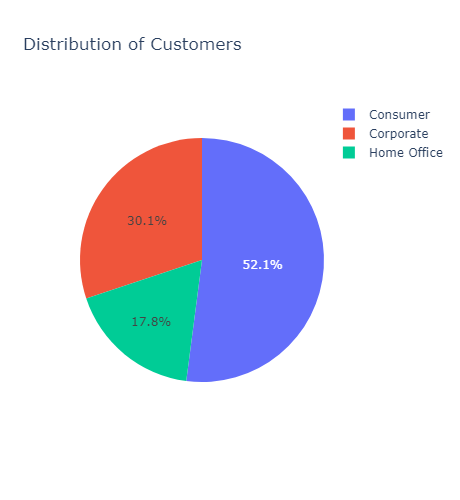 Distribution of Customers
Consumer
Corporate
Home Office
30.1%
52.1%
17.8%